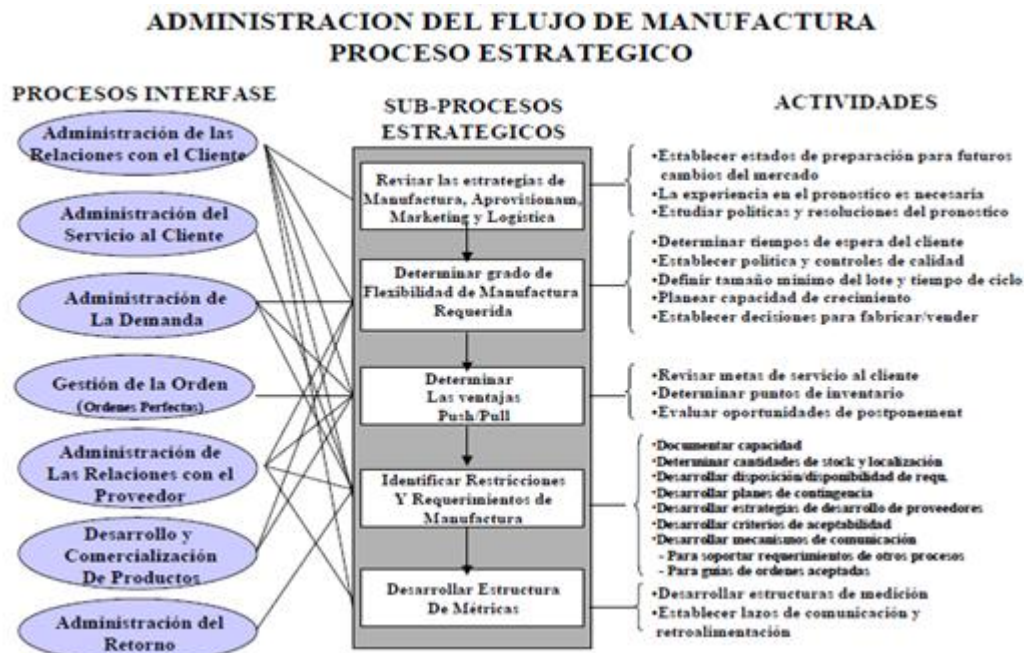 ADMINISTRACION DEL FLUJO DE MANUFACTURA
PROCESO ESTRATEGICO
PROCESOS INTERFASE
Administración de las
Relaciones con el Cliente
Administración del
Servicio al Cliente
Administración de
La Demanda
Gestión de la Orden
(Ordenes Perfectas)
Administración de
Las Relaciones con el
Proveedor
Desarrollo y
Comercialización
De Productos
Administración del
Retorno
SUB-PROCESOS
ESTRATEGICOS
Revisar las estrategias de
Manufactura, Aprovisionam,
Marketing y Logística
Determinar grado de
Flexibilidad de Manufactura
Requerida
Determinar
Las ventajas
Push/Pull
Identificar Restricciones
Y Requerimientos de
Manufactura
Desarrollar Estructura
De Métricas
ACTIVIDADES
•Establecer estados de preparación para futuros
cambios del mercado
•La experiencia en el pronostico es necesaria
•Estudiar políticas y resoluciones del pronostico
•Determinar tiempos de espera del cliente
•Establecer política y controles de calidad
•Definir tamaño mínimo del lote y tiempo de ciclo
•Planear capacidad de crecimiento
•Establecer decisiones para fabricar/vender
•Revisar metas de servicio al cliente
•Determinar puntos de inventario
•Evaluar oportunidades de postponement
•Documentar capacidad
•Determinar cantidades de stock y localización
•Desarrollar disposición/disponibilidad de requ.
•Desarrollar planes de contingencia
•Desarrollar estrategias de desarrollo de proveedores
•Desarrollar criterios de aceptabilidad
•Desarrollar mecanismos de comunicación
- Para soportar requerimientos de otros procesos
- Para guías de ordenes aceptadas
•Desarrollar estructuras de medición
•Establecer lazos de comunicación y
retroalimentación